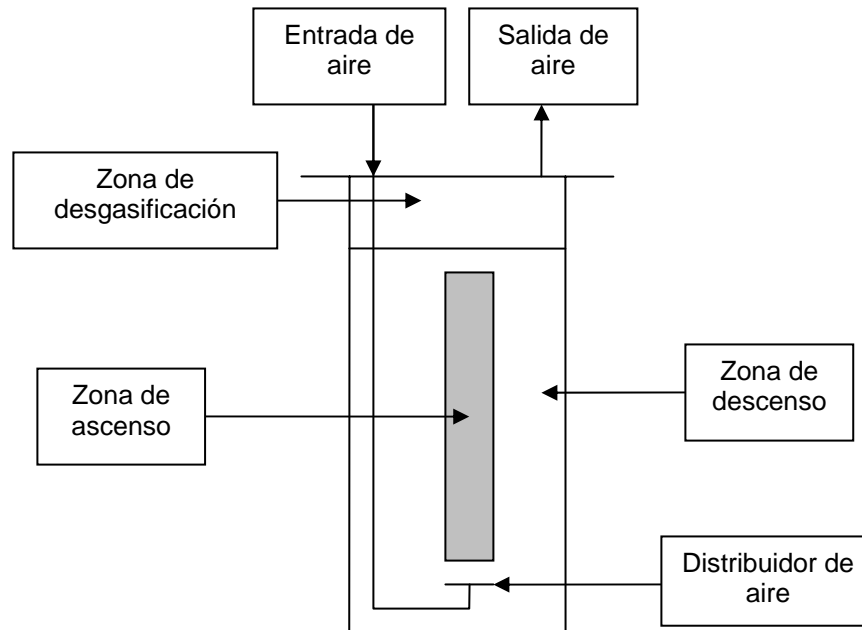 Entrada de
aire
Salida de
aire
Zona de
desgasificación
Zona de
ascenso
Zona de
descenso
Distribuidor de
aire